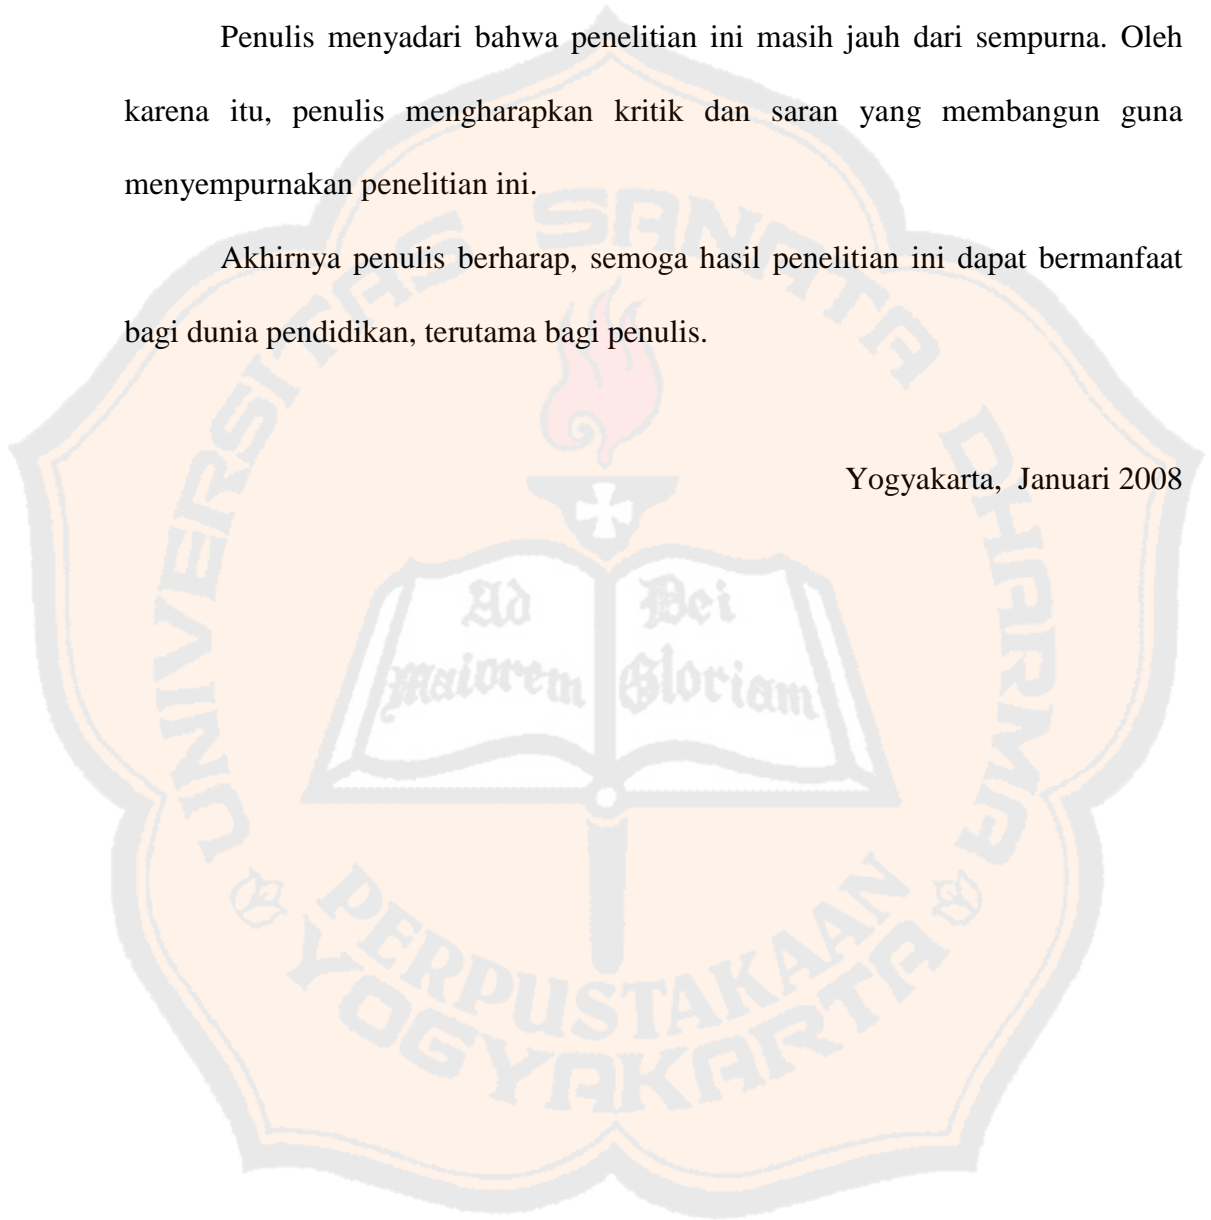 Penulis menyadari bahwa penelitian ini masih jauh dari sempurna. Oleh
karena itu, penulis mengharapkan kritik dan saran yang membangun guna
menyempurnakan penelitian ini.
Akhirnya penulis berharap, semoga hasil penelitian ini dapat bermanfaat
bagi dunia pendidikan, terutama bagi penulis.
Yogyakarta, Januari 2008
UNIVERSITAS SANATA DHARMA
Ad Dei
maiorem Gloriam
PERPUSTAKAAN
YOGYAKARTA